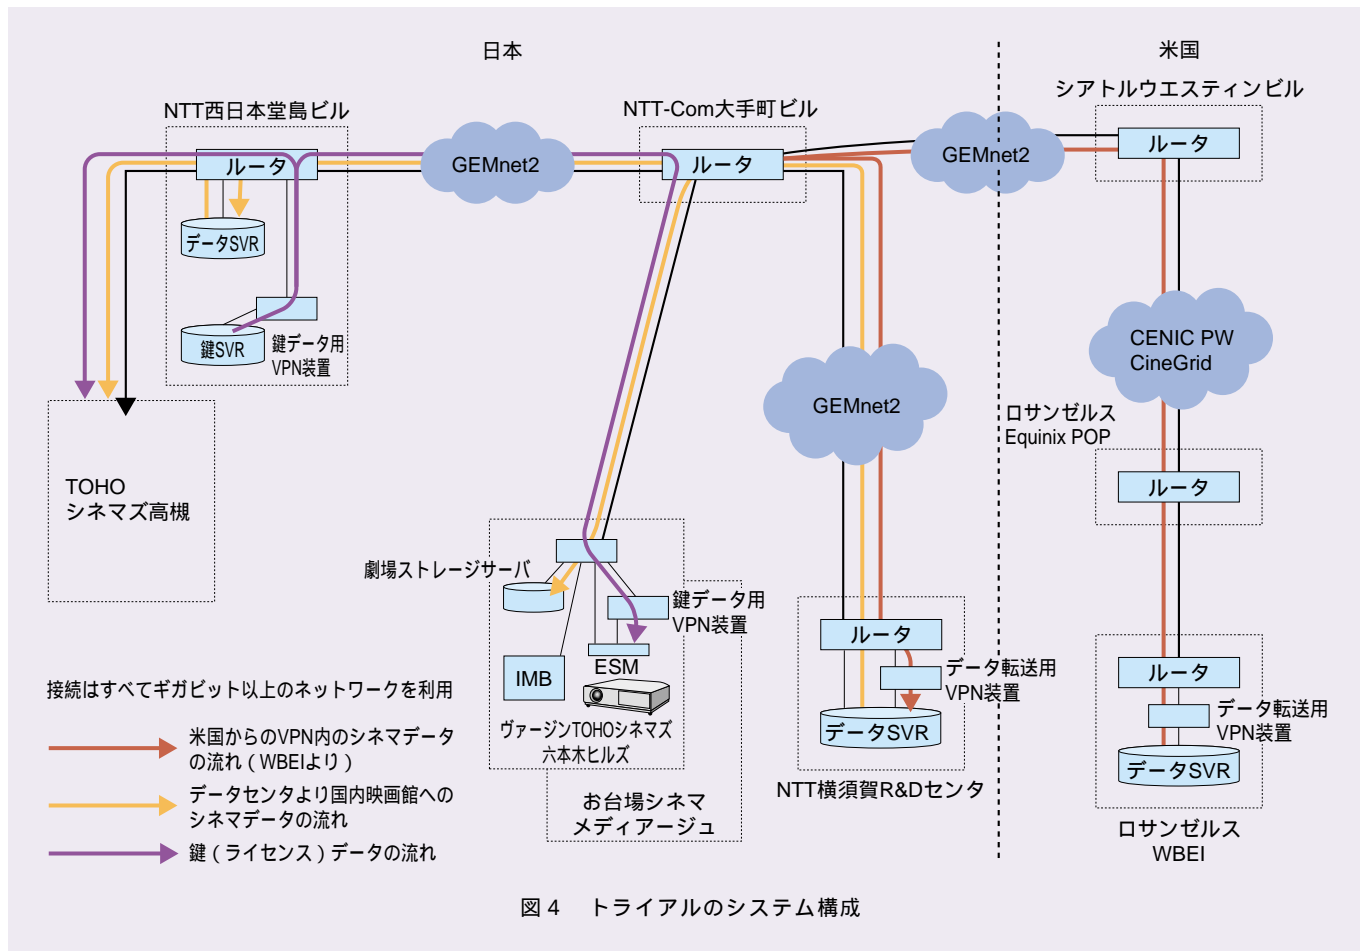 日本
米国
シアトルウエスティンビル
NTT西日本堂島ビル
NTT-Com大手町ビル
ルータ
GEMnet2
ルータ
GEMnet2
ルータ
データSVR
鍵SVR
鍵データ用
VPN装置
CENIC PW
CineGrid
GEMnet2
ロサンゼルス
Equinix POP
ルータ
TOHO
シネマズ高槻
劇場ストレージサーバ
鍵データ用
VPN装置
IMB
ESM
ヴァージンTOHOシネマズ
六本木ヒルズ
お台場シネマ
メディアージュ
ルータ
データ転送用
VPN装置
データSVR
NTT横須賀R&Dセンタ
ルータ
データ転送用
VPN装置
データSVR
ロサンゼルス
WBEI
接続はすべてギガビット以上のネットワークを利用
米国からのVPN内のシネマデータ
の流れ（WBEIより）
データセンタより国内映画館への
シネマデータの流れ
鍵（ライセンス）データの流れ
図４　トライアルのシステム構成